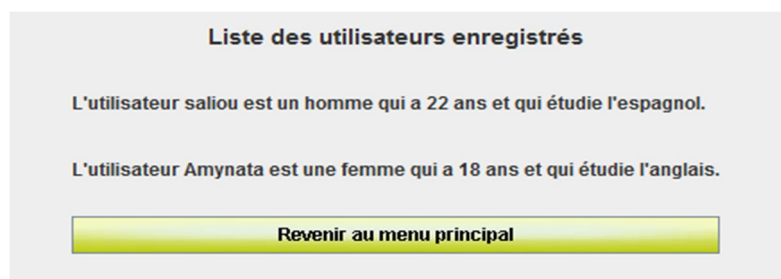 Liste des utilisateurs enregistrés
L'utilisateur saliou est un homme qui a 22 ans et qui étudie l'espagnol.
L'utilisateur Amynata est une femme qui a 18 ans et qui étudie l'anglais.
Revenir au menu principal